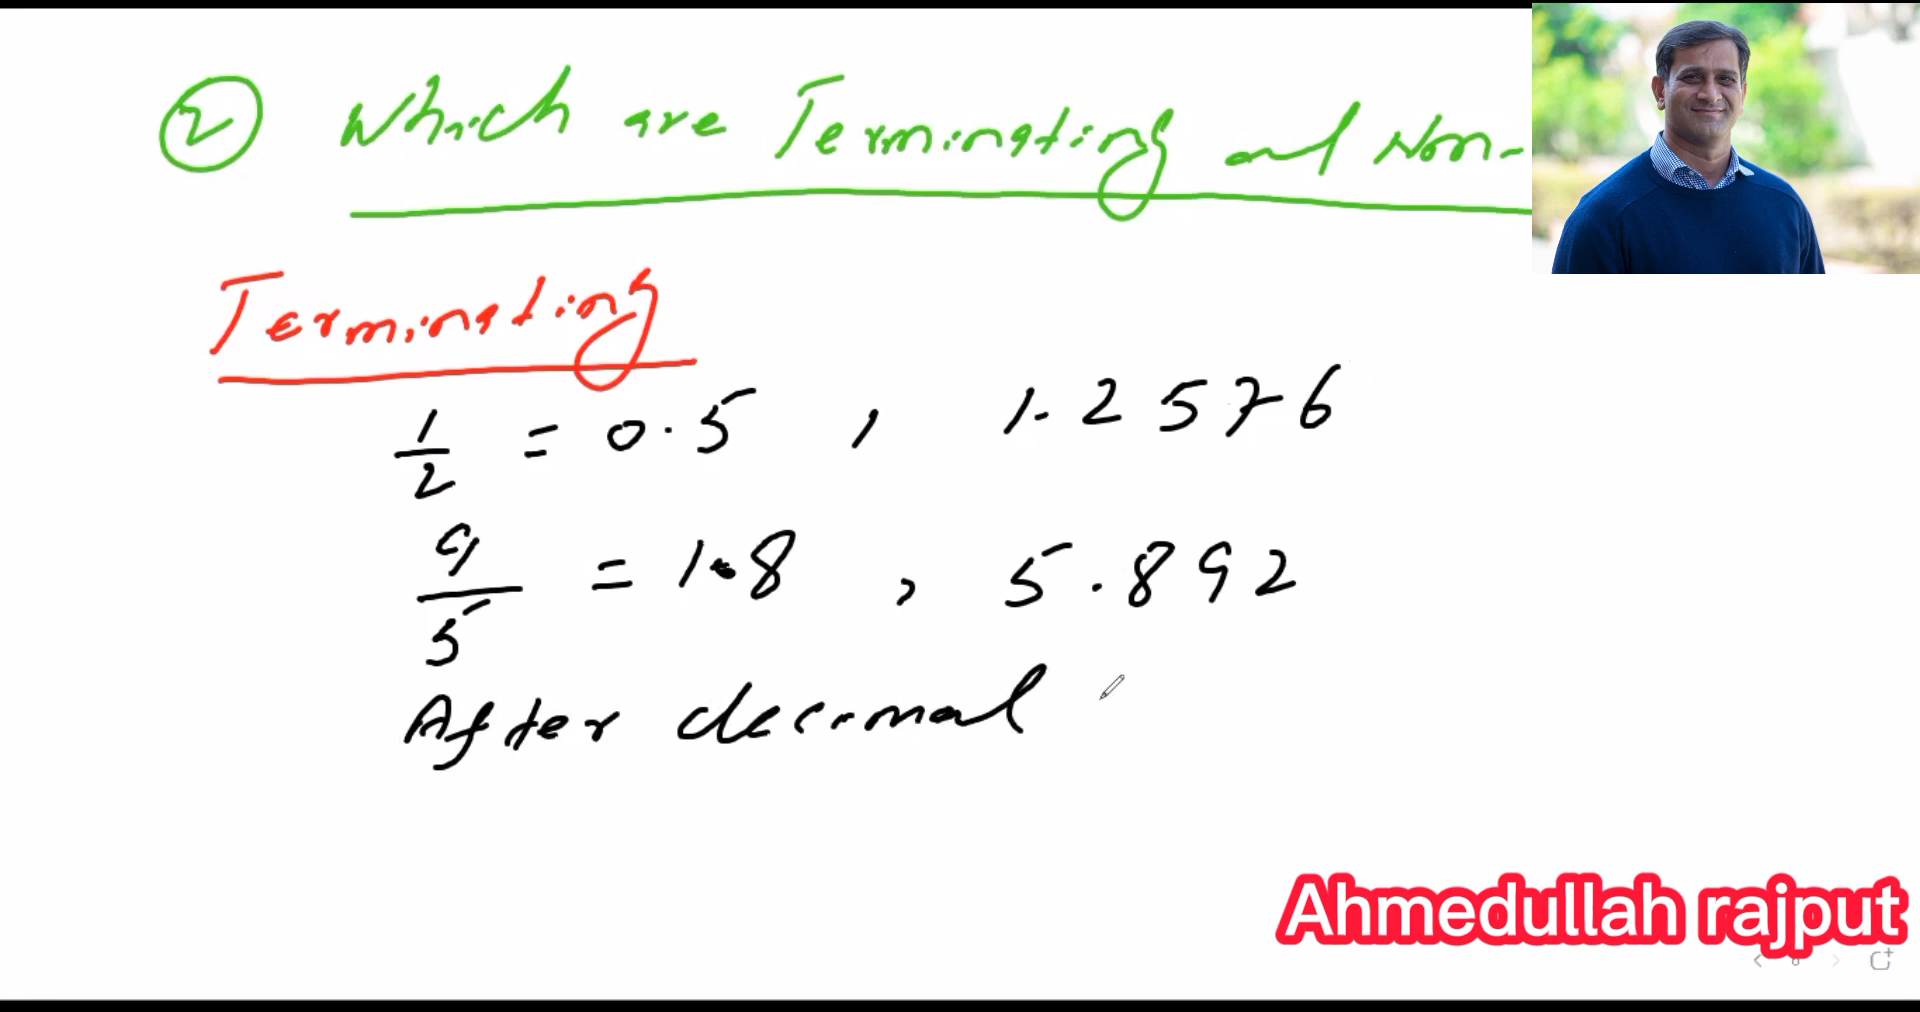 2 Which are Terminating and Non-
Terminating
1/2 = 0.5 , 1.2576
9/5 = 1.8 , 5.892
After decimal
Ahmedullah rajput